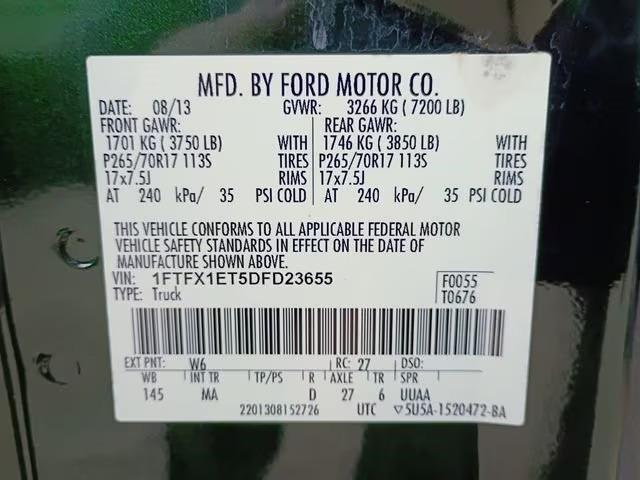 MFD. BY FORD MOTOR CO.
DATE: 08/13 GVWR: 3266 KG ( 7200 LB)
FRONT GAWR: REAR GAWR:
1701 KG ( 3750 LB) WITH 1746 KG ( 3850 LB) WITH
P265/70R17 113S TIRES P265/70R17 113S TIRES
17x7.5J RIMS 17x7.5J RIMS
AT 240 kPa/ 35 PSI COLD AT 240 kPa/ 35 PSI COLD
THIS VEHICLE CONFORMS TO ALL APPLICABLE FEDERAL MOTOR
VEHICLE SAFETY STANDARDS IN EFFECT ON THE DATE OF
MANUFACTURE SHOWN ABOVE.
VIN: 1FTFX1ET5DFD23655 F0055
TYPE: Truck T0676
EXT PNT: W6 RC: 27 DSO:
WB INT TR TP/PS R AXLE TR SPR
145 MA D 27 6 UUAA
2201308152726 UTC ▽5U5A-1520472-BA